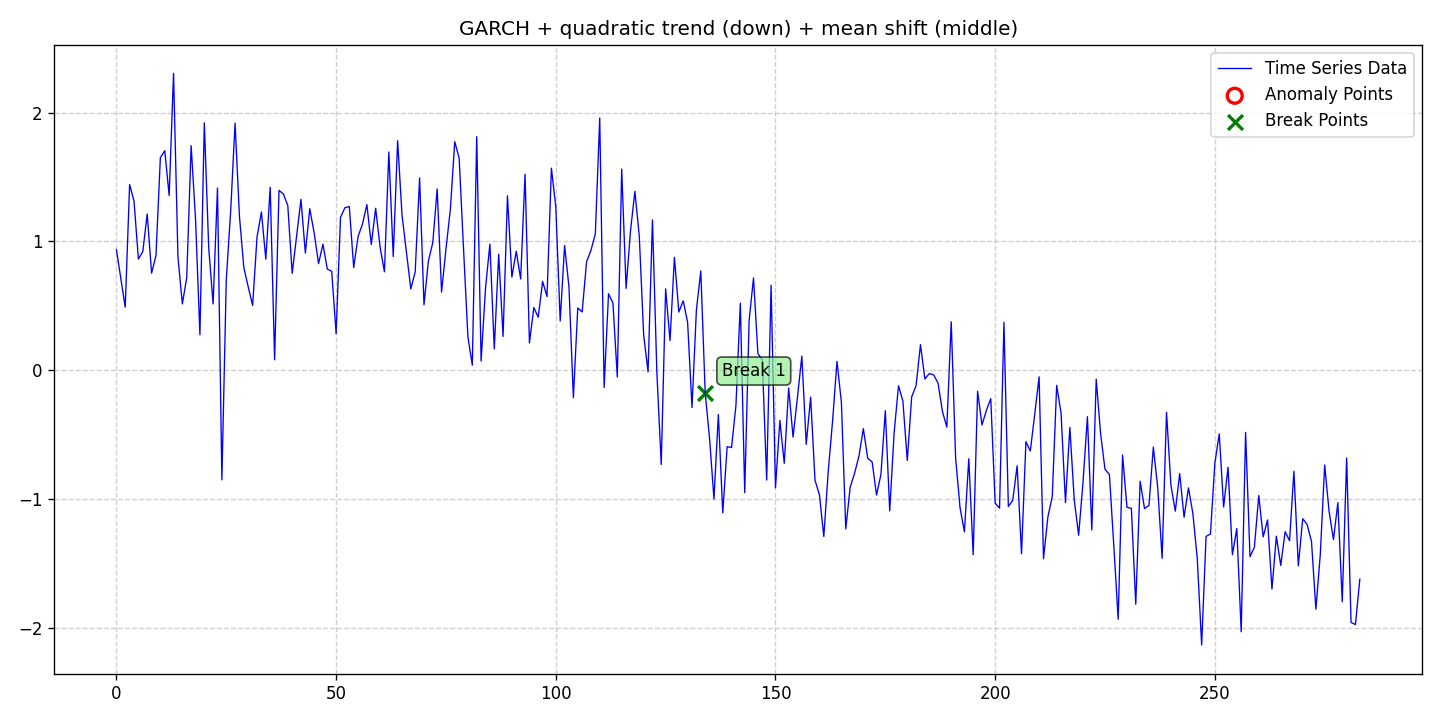 GARCH + quadratic trend (down) + mean shift (middle)
Time Series Data
Anomaly Points
Break Points
2
1
0
−1
−2
Break 1
0
50
100
150
200
250